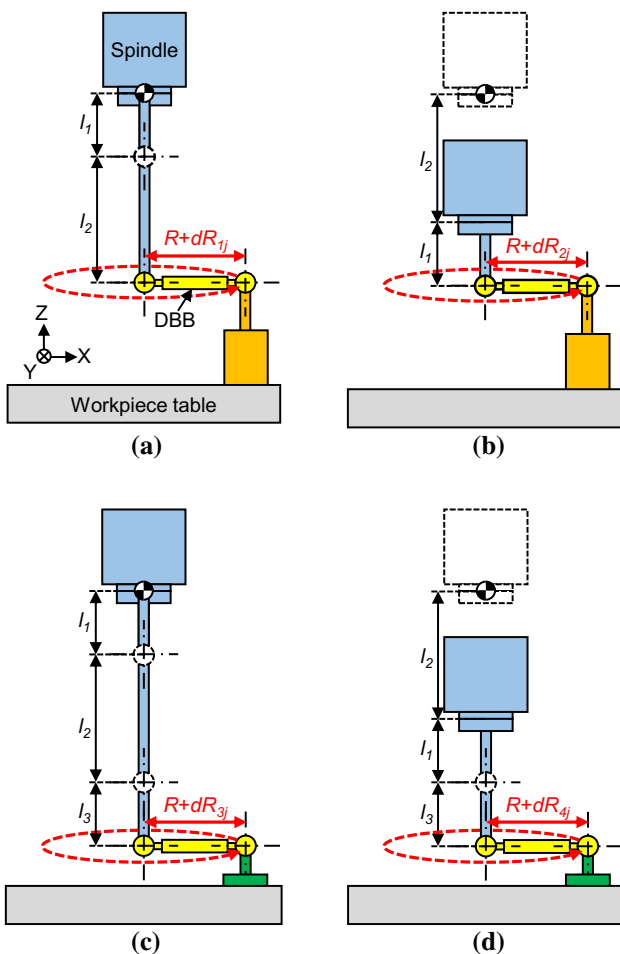 Spindle
l1
l2
R+dR1j
DBB
Z
Y
X
Workpiece table
(a)
l2
l1
R+dR2j
(b)
l1
l2
l3
R+dR3j
(c)
l2
l1
l3
R+dR4j
(d)